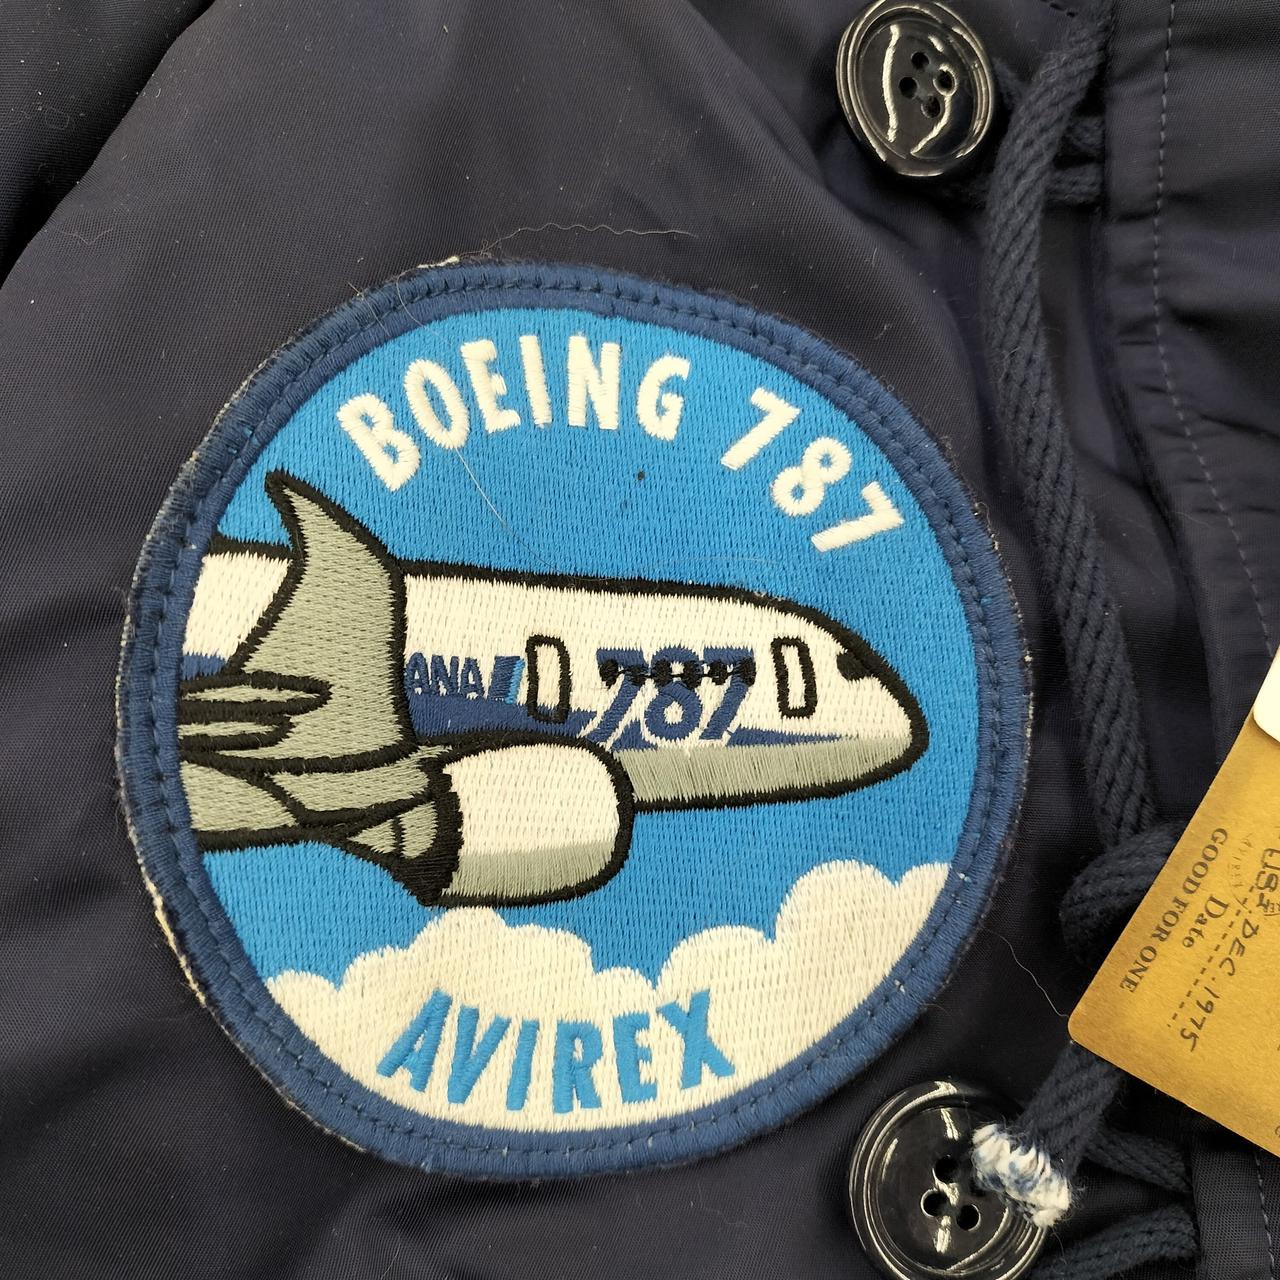 BOEING 787
ANA
787
AVIREX
GOOD FOR ONE
Date
DEC. 1975